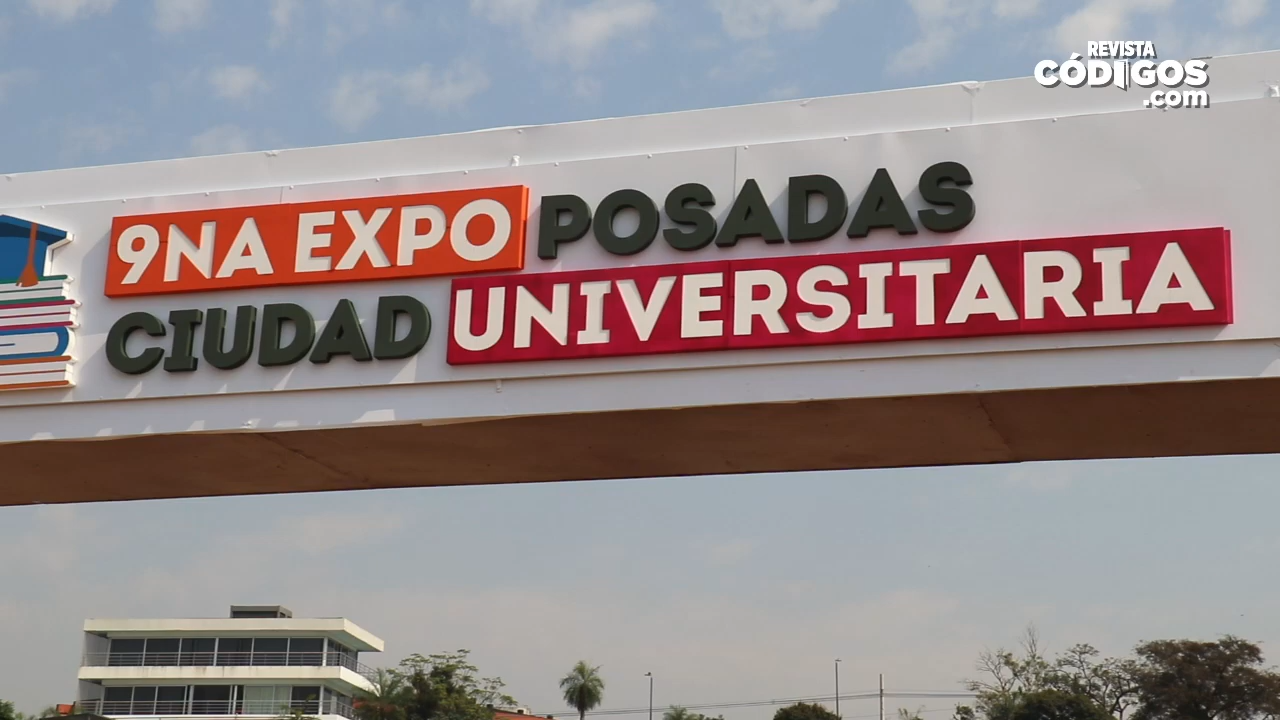 REVISTA
CÓDIGOS
.com
9NA EXPO POSADAS
CIUDAD UNIVERSITARIA